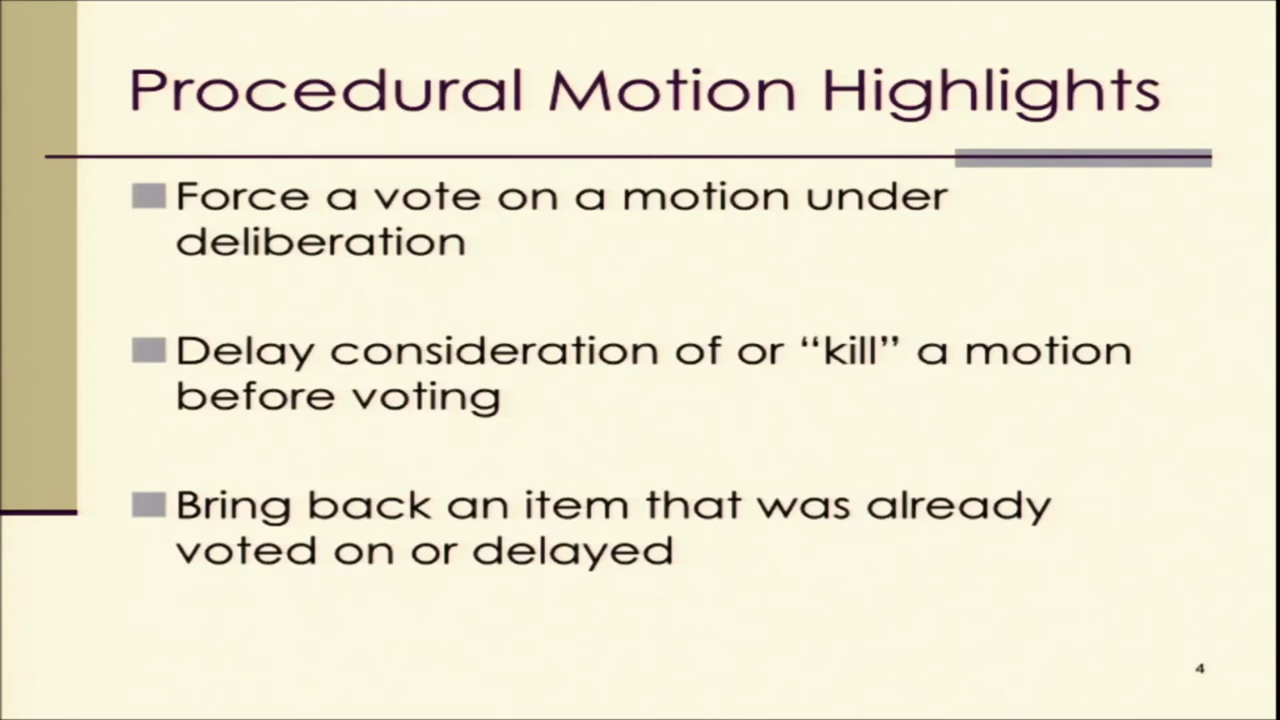 Procedural Motion Highlights
Force a vote on a motion under
deliberation
Delay consideration of or “kill” a motion
before voting
Bring back an item that was already
voted on or delayed
4